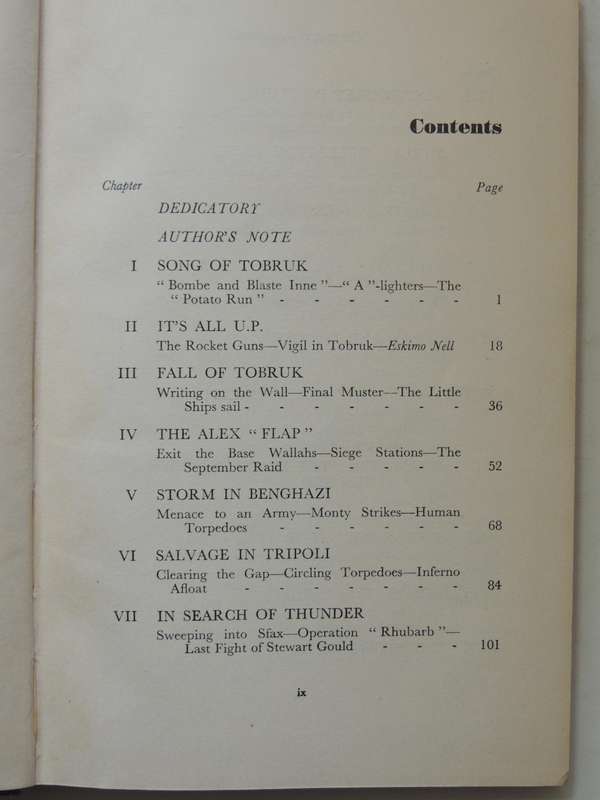 Contents
Chapter Page
DEDICATORY
AUTHOR'S NOTE
I SONG OF TOBRUK
“ Bombe and Blaste Inne ”—“ A ”-lighters—The
“ Potato Run ” - - - - - - 1
II IT'S ALL U.P.
The Rocket Guns—Vigil in Tobruk—Eskimo Nell 18
III FALL OF TOBRUK
Writing on the Wall—Final Muster—The Little
Ships sail - - - - - - - 36
IV THE ALEX “ FLAP ”
Exit the Base Wallahs—Siege Stations—The
September Raid - - - - - 52
V STORM IN BENGHAZI
Menace to an Army—Monty Strikes—Human
Torpedoes - - - - - - 68
VI SALVAGE IN TRIPOLI
Clearing the Gap—Circling Torpedoes—Inferno
Afloat - - - - - - - 84
VII IN SEARCH OF THUNDER
Sweeping into Sfax—Operation “ Rhubarb ”—
Last Fight of Stewart Gould - - - 101
ix